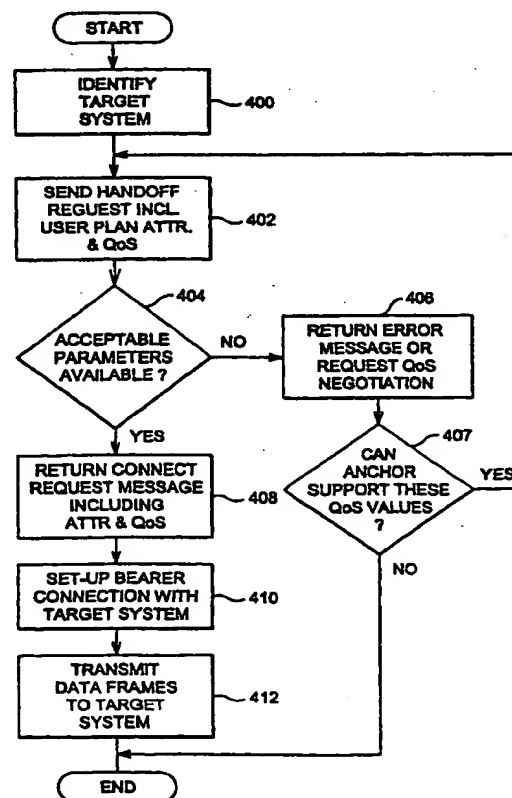 START
IDENTIFY
TARGET
SYSTEM
400
SEND HANDOFF
REGUEST INCL.
USER PLAN ATTR.
& QoS
402
404
ACCEPTABLE
PARAMETERS
AVAILABLE ?
NO
406
RETURN ERROR
MESSAGE OR
REQUEST QoS
NEGOTIATION
YES
407
CAN
ANCHOR
SUPPORT THESE
QoS VALUES
?
YES
NO
RETURN CONNECT
REQUEST MESSAGE
INCLUDING
ATTR & QoS
408
SET-UP BEARER
CONNECTION WITH
TARGET SYSTEM
410
TRANSMIT
DATA FRAMES
TO TARGET
SYSTEM
412
END